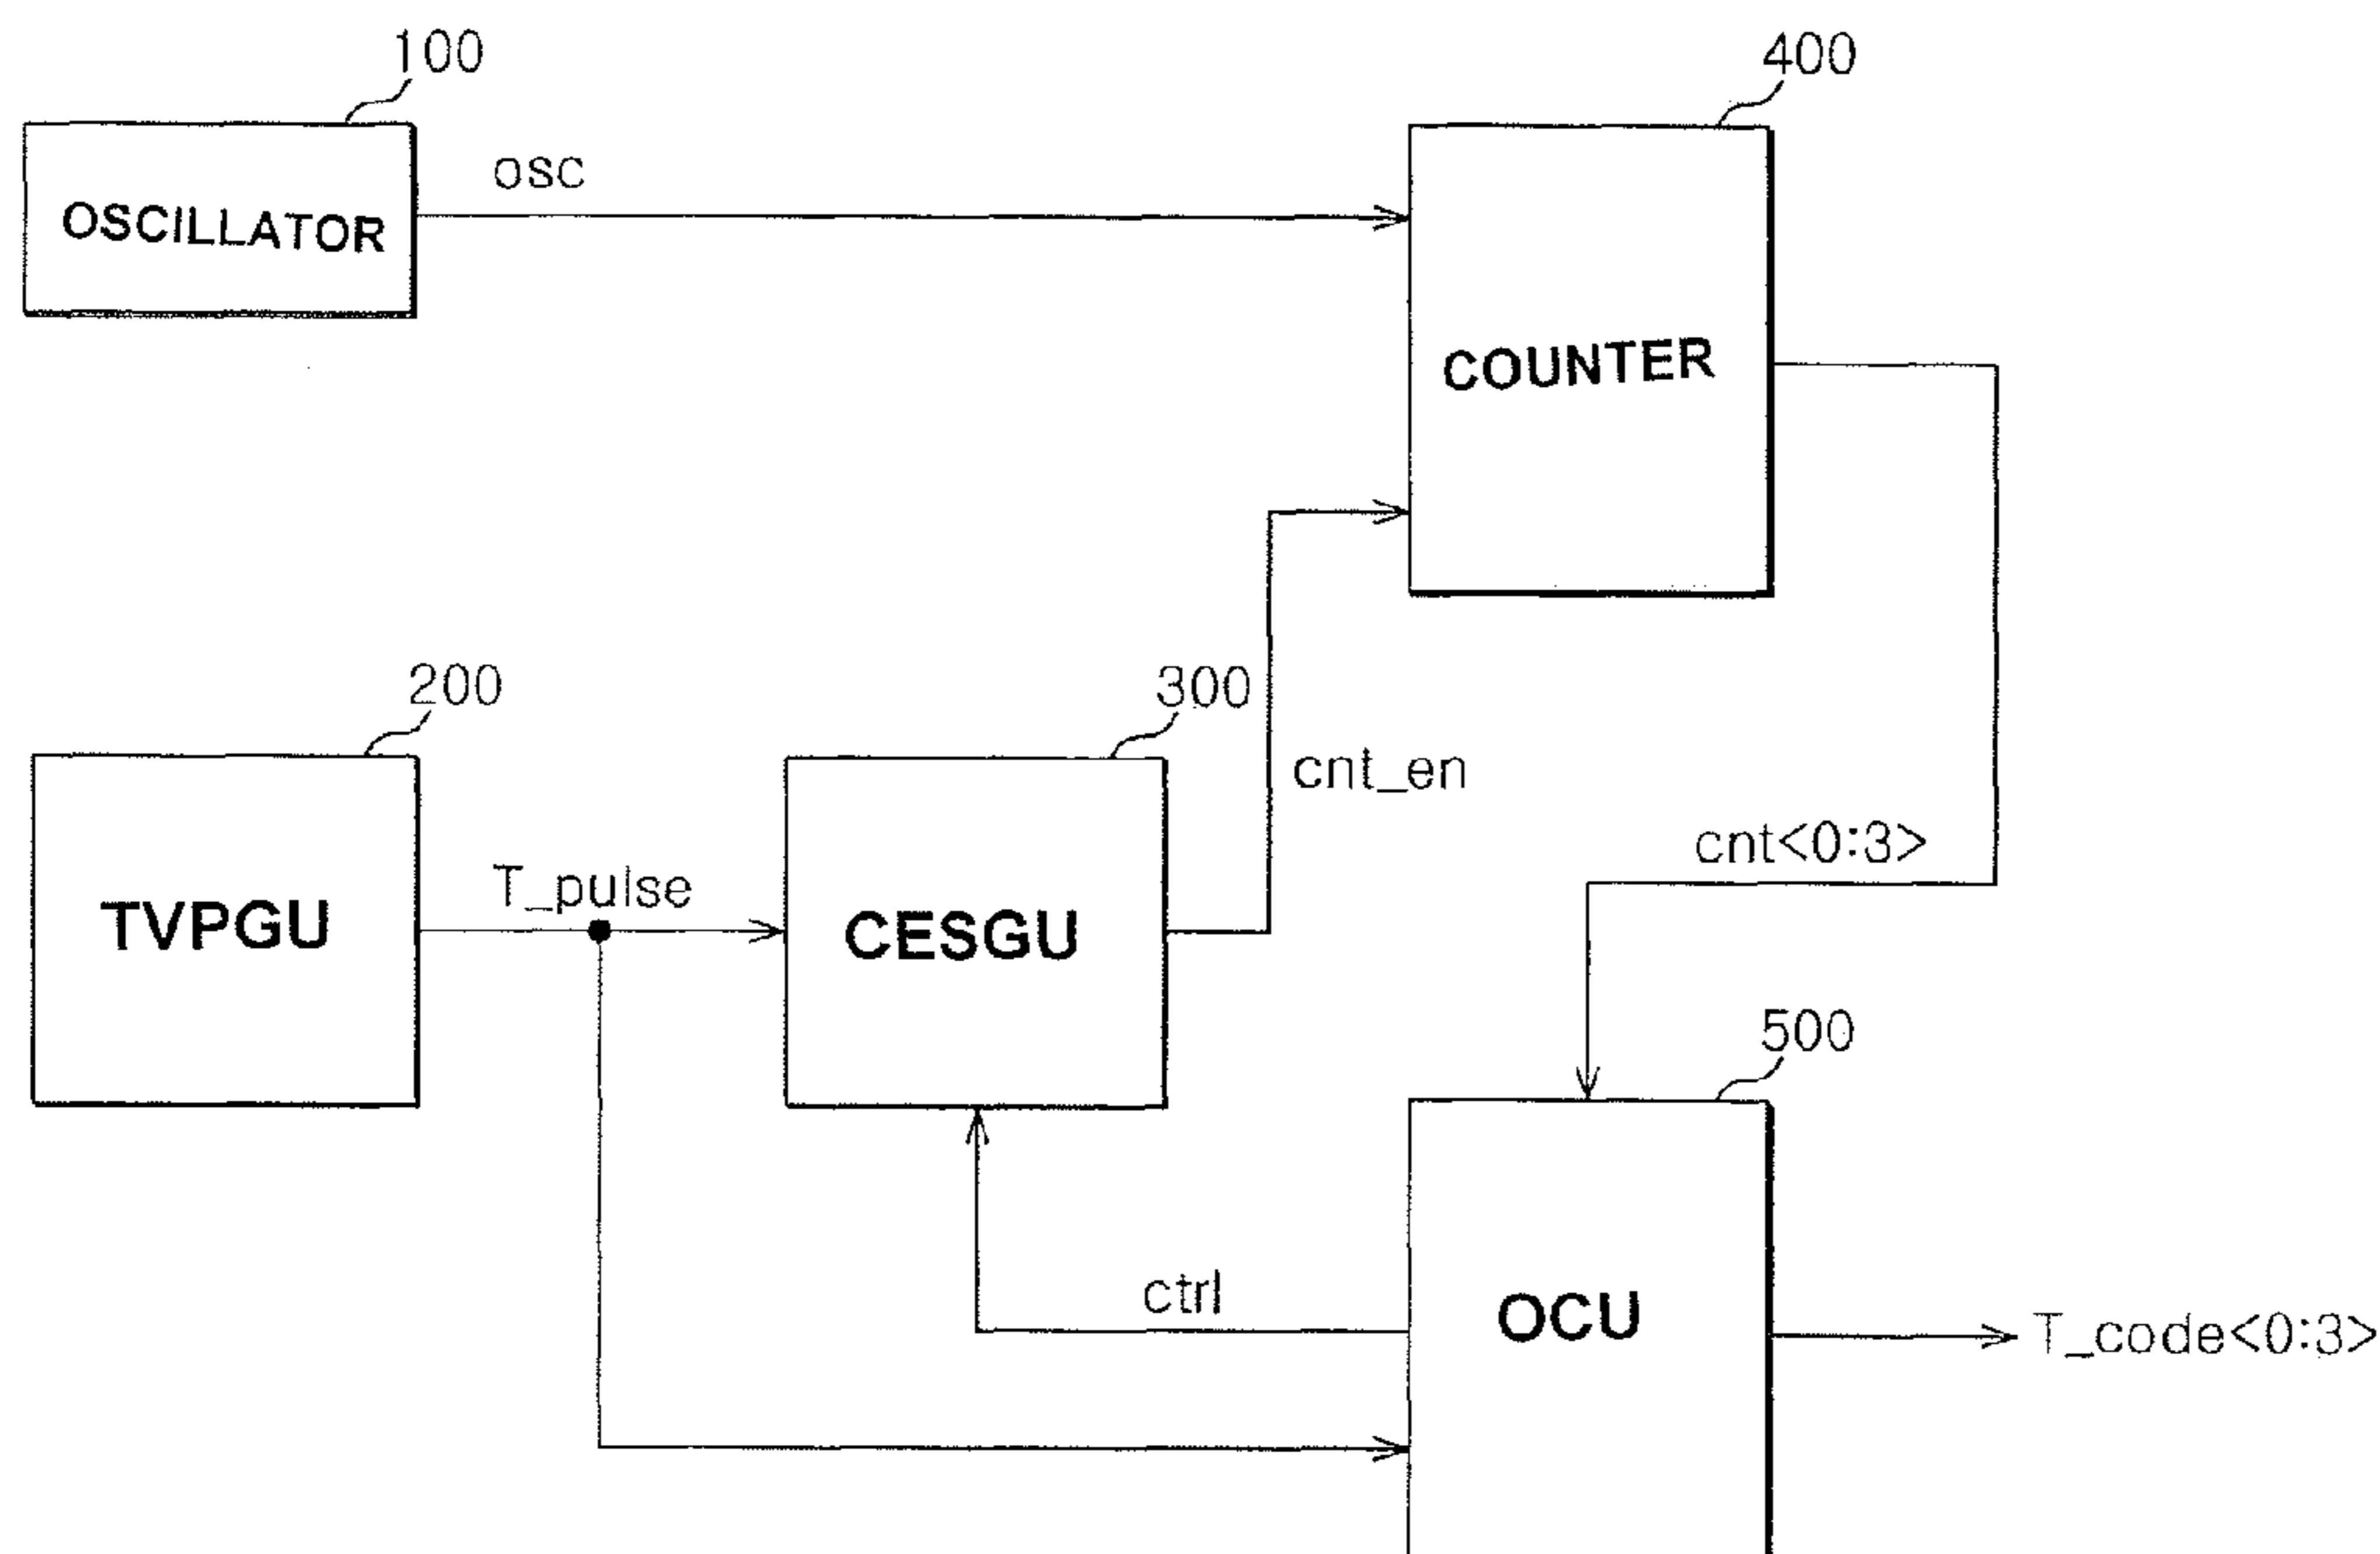 100
400
osc
OSCILLATOR
COUNTER
200
300
cnt_en
cnt<0:3>
T_pulse
TVPGU
CESGU
500
ctrl
OCU
T_code<0:3>